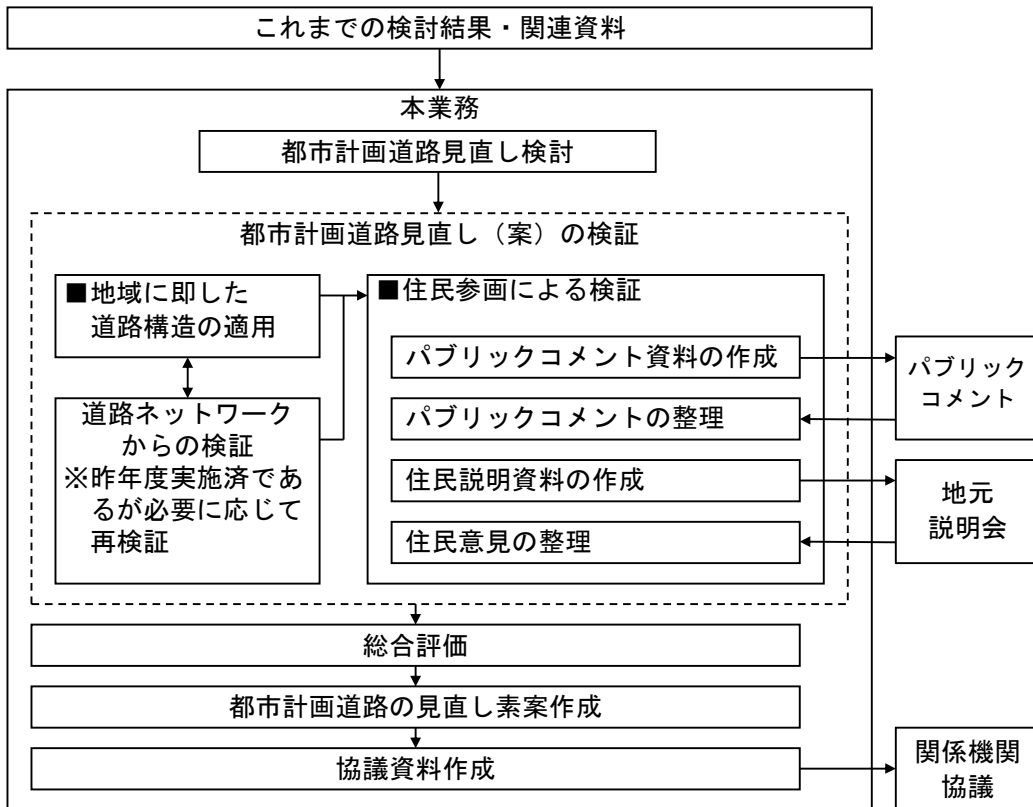 これまでの検討結果・関連資料
本業務
都市計画道路見直し検討
都市計画道路見直し（案）の検証
■地域に即した
道路構造の適用
道路ネットワーク
からの検証
※昨年度実施済であ
るが必要に応じて
再検証
■住民参画による検証
パブリックコメント資料の作成
パブリックコメントの整理
住民説明資料の作成
住民意見の整理
パブリック
コメント
地元
説明会
総合評価
都市計画道路の見直し素案作成
協議資料作成
関係機関
協議